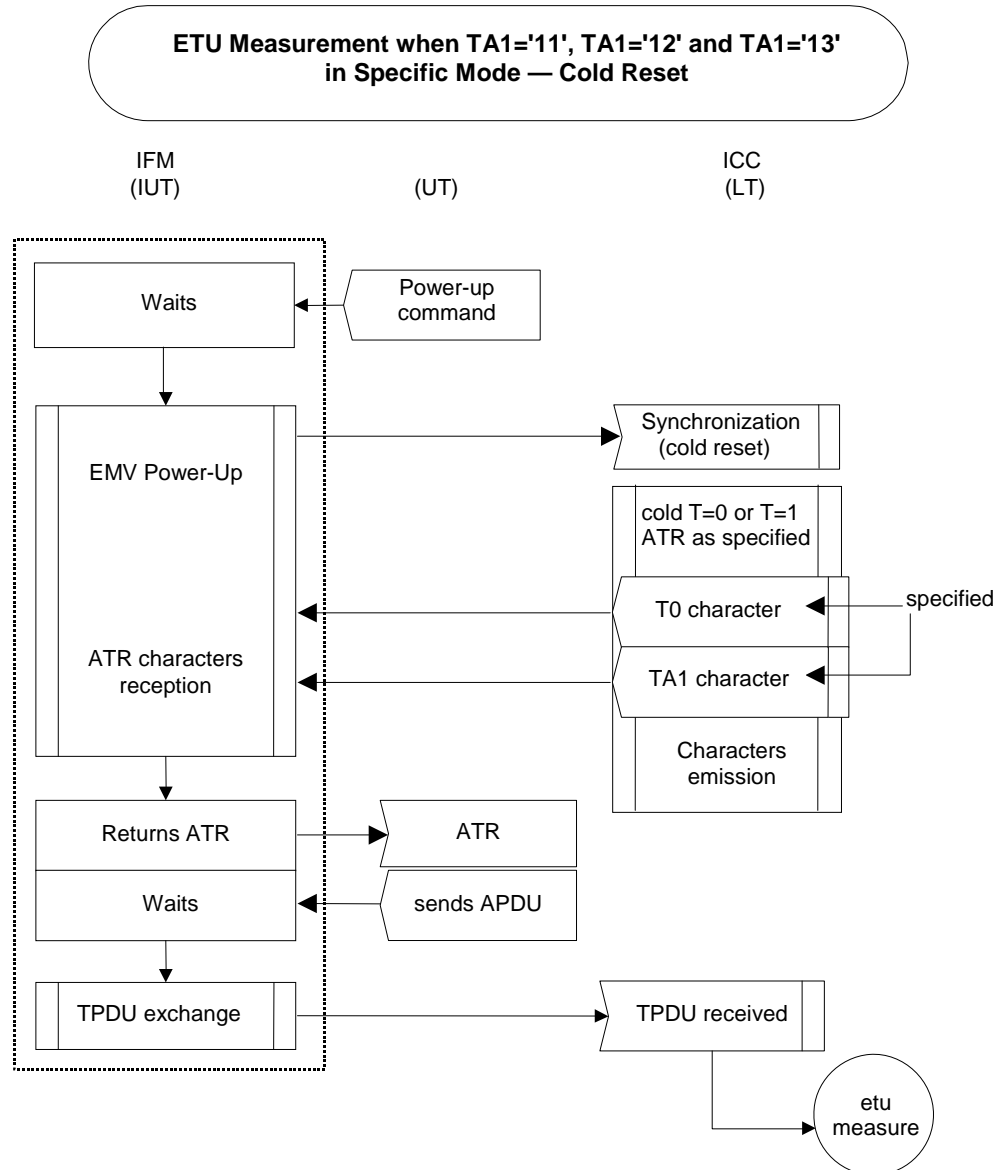 ETU Measurement when TA1='11', TA1='12' and TA1='13'
in Specific Mode — Cold Reset
IFM
(IUT)
(UT)
ICC
(LT)
Waits
Power-up
command
Synchronization
(cold reset)
EMV Power-Up
cold T=0 or T=1
ATR as specified
T0 character
specified
ATR characters
reception
TA1 character
Characters
emission
Returns ATR
ATR
Waits
sends APDU
TPDU exchange
TPDU received
etu
measure